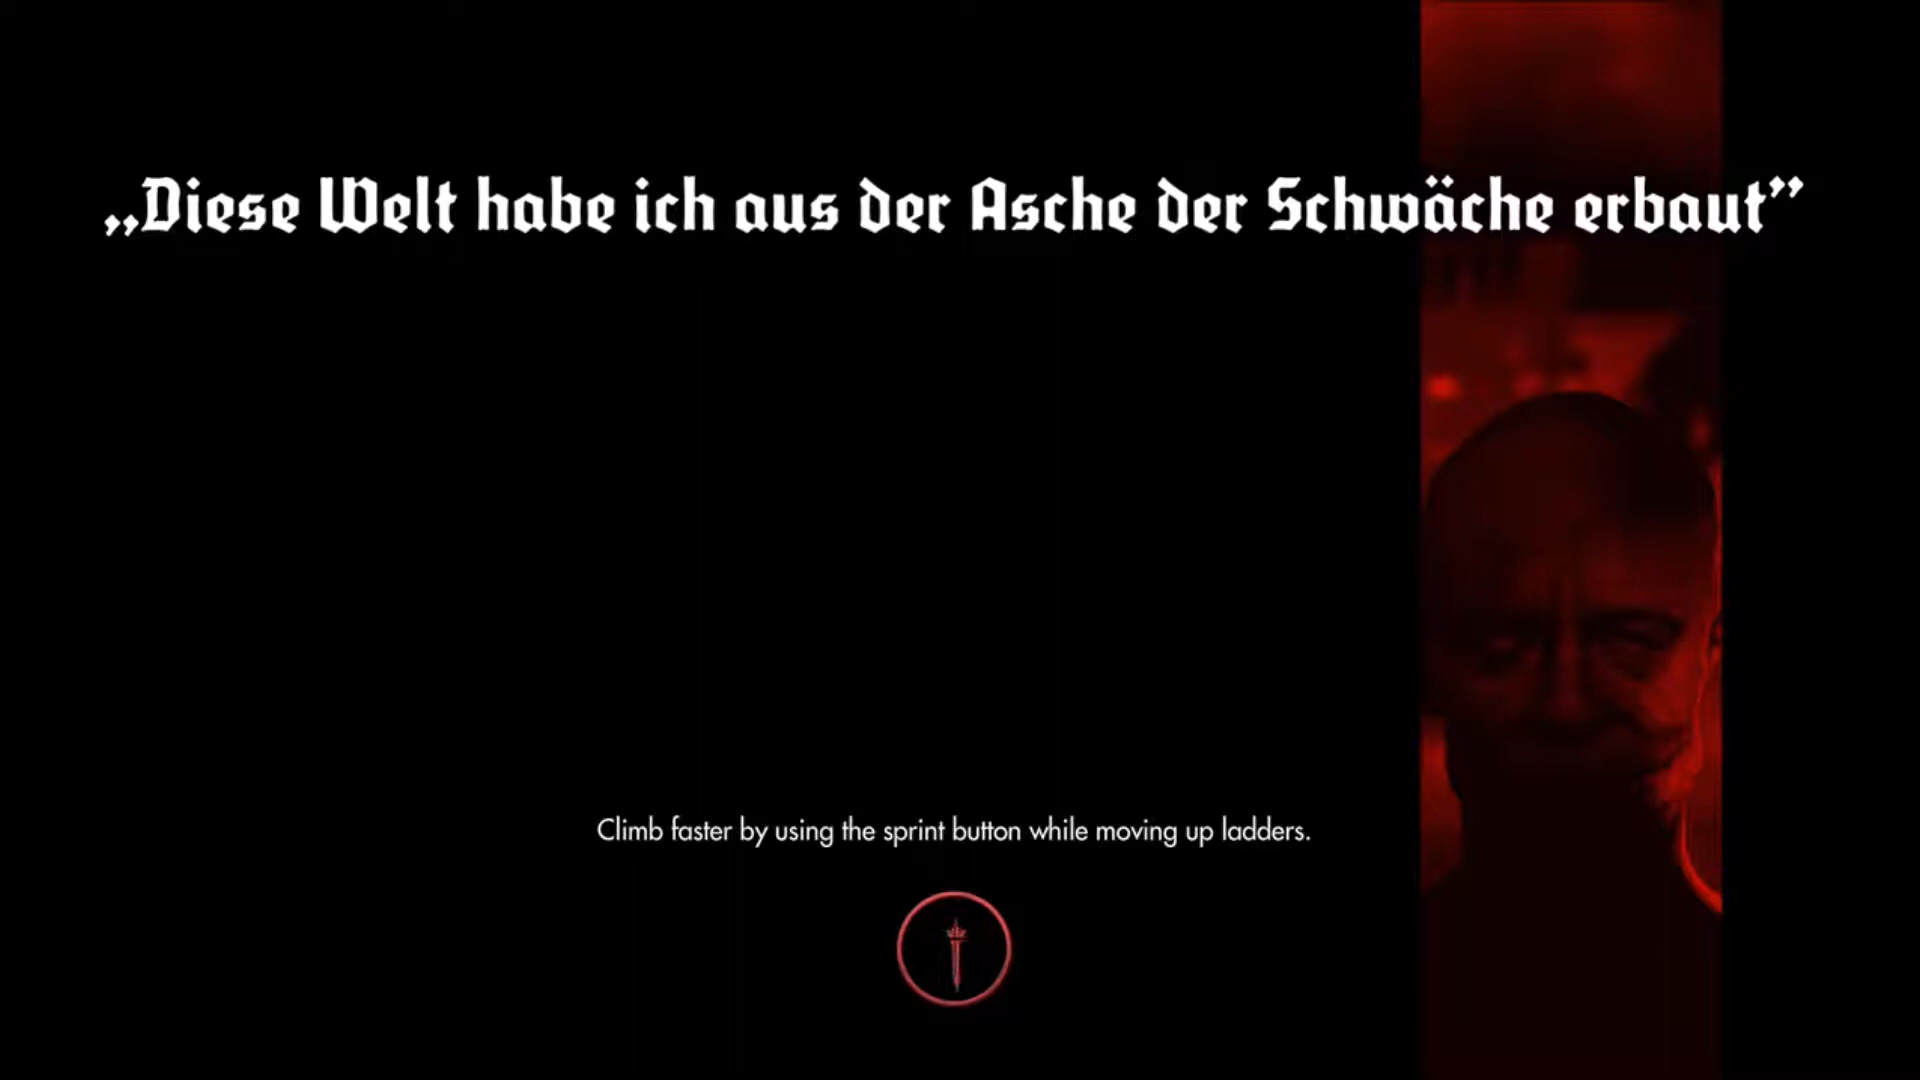 „Diese Welt habe ich aus der Asche der Schwäche erbaut”
Climb faster by using the sprint button while moving up ladders.